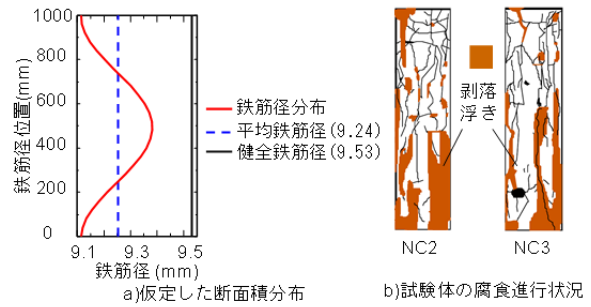 1000
800
600
400
200
0
鉄筋径位置(mm)
9.1
9.3
9.5
鉄筋径(mm)
鉄筋径分布
平均鉄筋径(9.24)
健全鉄筋径(9.53)
a)仮定した断面積分布
剥落
浮き
NC2
NC3
b)試験体の腐食進行状況